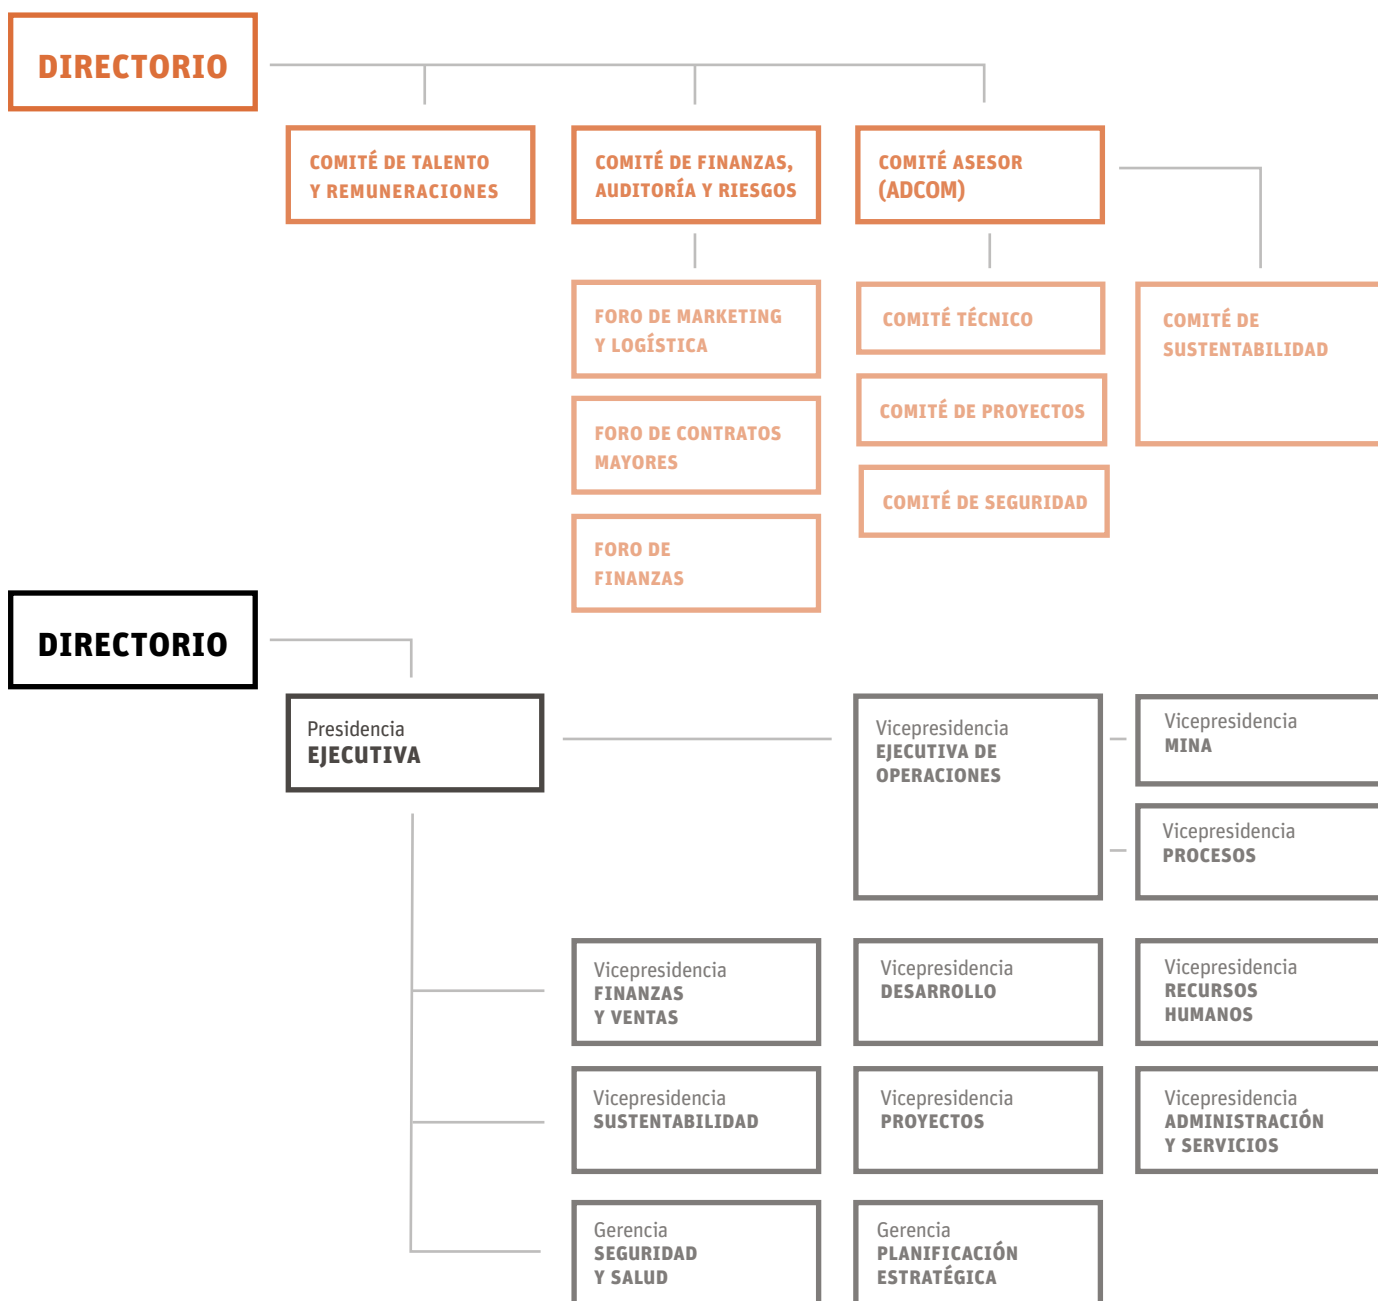 DIRECTORIO
COMITÉ DE TALENTO
Y REMUNERACIONES
COMITÉ DE FINANZAS,
AUDITORÍA Y RIESGOS
COMITÉ ASESOR
(ADCOM)
FORO DE MARKETING
Y LOGÍSTICA
FORO DE CONTRATOS
MAYORES
FORO DE
FINANZAS
COMITÉ TÉCNICO
COMITÉ DE PROYECTOS
COMITÉ DE SEGURIDAD
COMITÉ DE
SUSTENTABILIDAD
DIRECTORIO
Presidencia
EJECUTIVA
Vicepresidencia
EJECUTIVA DE
OPERACIONES
Vicepresidencia
MINA
Vicepresidencia
PROCESOS
Vicepresidencia
FINANZAS
Y VENTAS
Vicepresidencia
DESARROLLO
Vicepresidencia
RECURSOS
HUMANOS
Vicepresidencia
SUSTENTABILIDAD
Vicepresidencia
PROYECTOS
Vicepresidencia
ADMINISTRACIÓN
Y SERVICIOS
Gerencia
SEGURIDAD
Y SALUD
Gerencia
PLANIFICACIÓN
ESTRATÉGICA